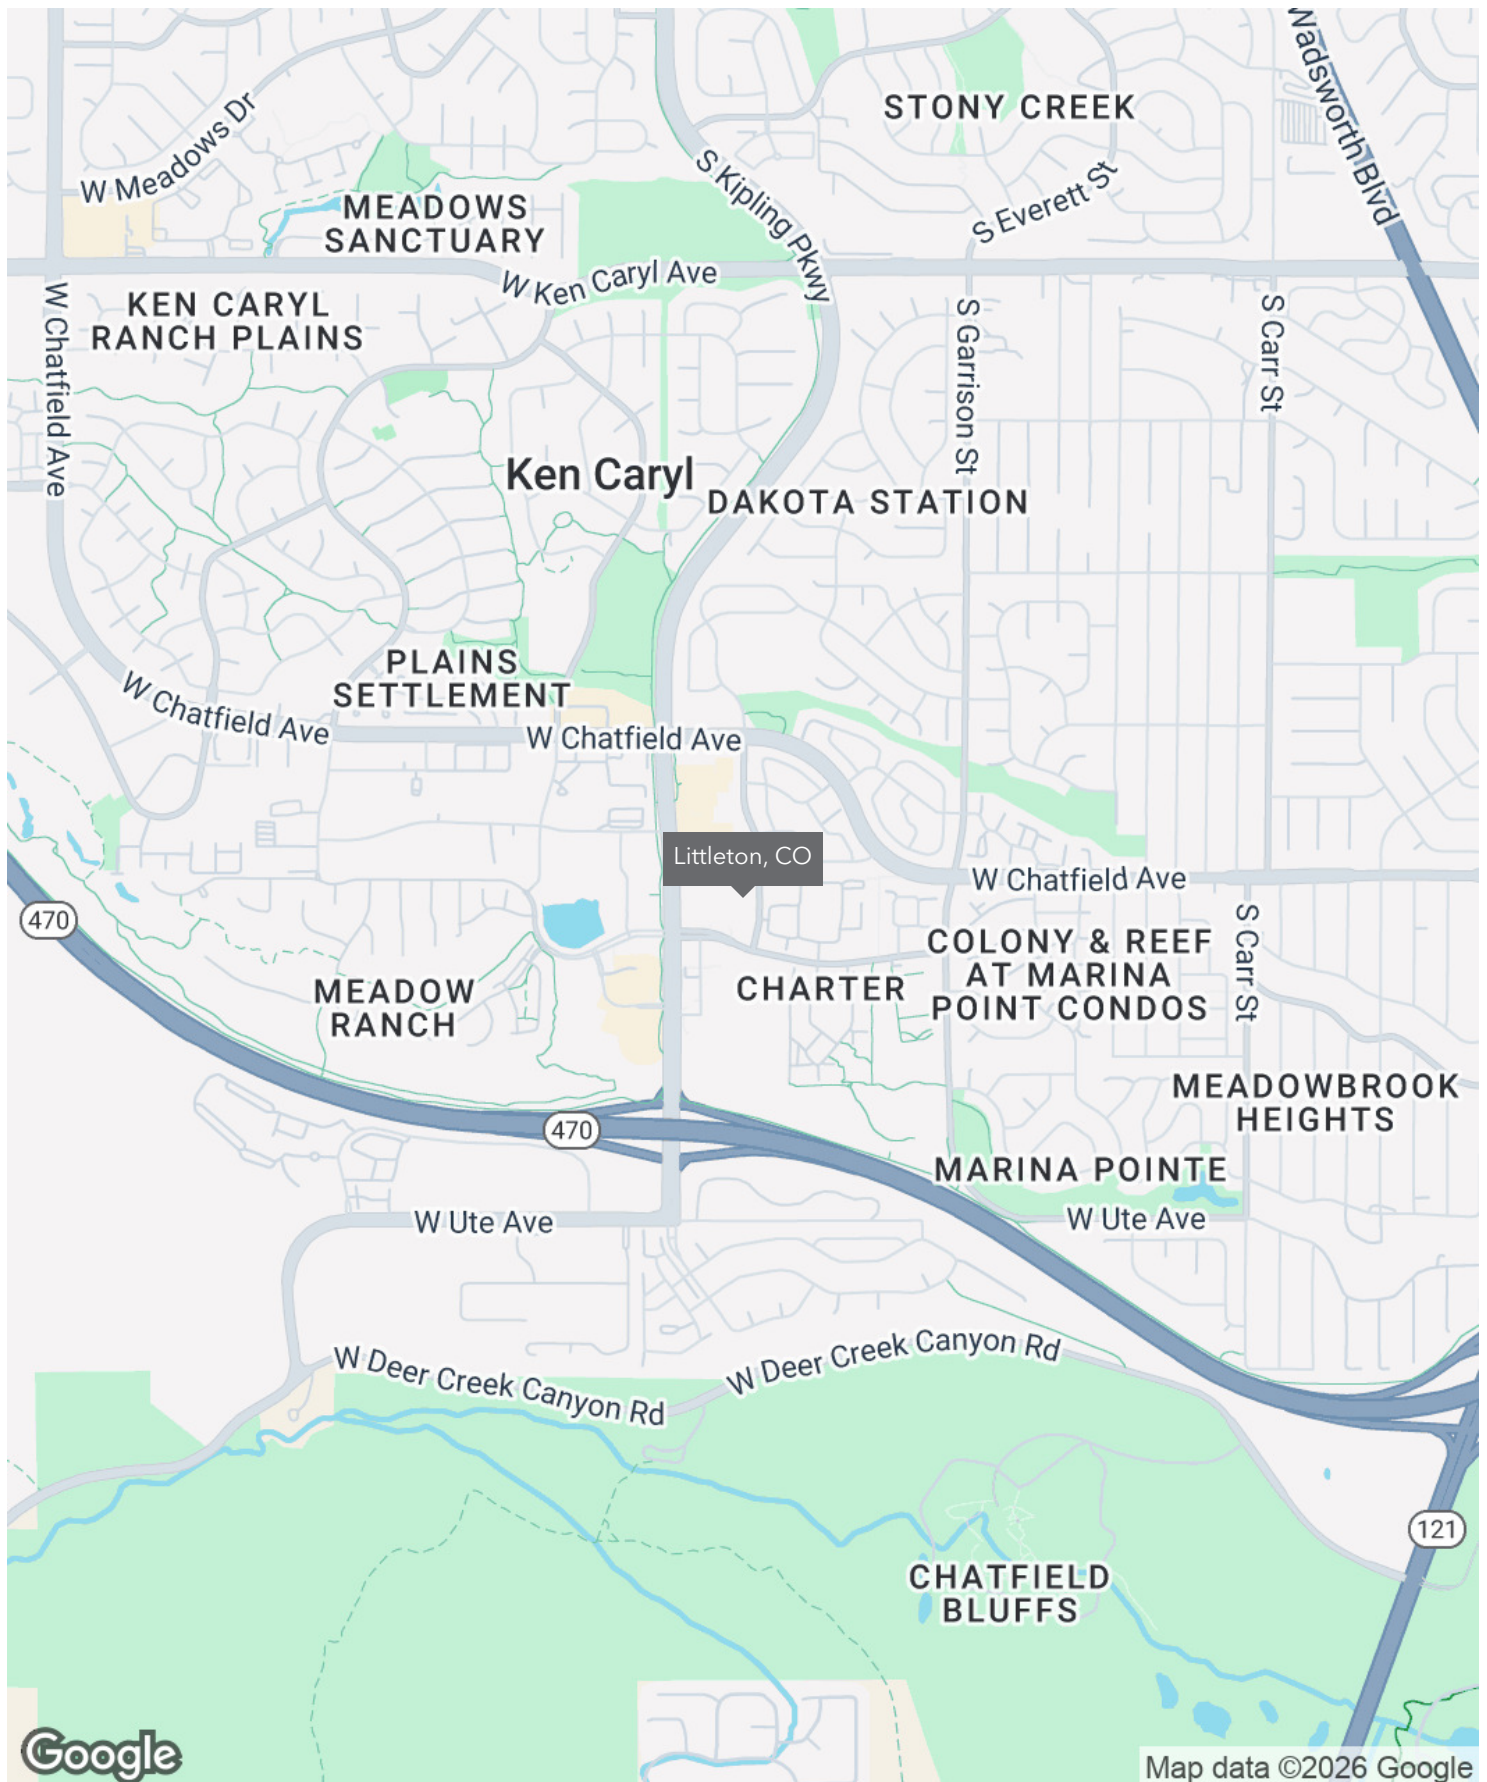 Wadsworth Blvd
STONY CREEK
W Meadows Dr
S Kipling Pkwy
S Everett St
MEADOWS
SANCTUARY
W Ken Caryl Ave
KEN CARYL
RANCH PLAINS
W Chatfield Ave
S Garrison St
S Carr St
Ken Caryl
DAKOTA STATION
PLAINS
SETTLEMENT
W Chatfield Ave
W Chatfield Ave
Littleton, CO
W Chatfield Ave
470
S Carr St
COLONY & REEF
AT MARINA
POINT CONDOS
CHARTER
MEADOW
RANCH
MEADOWBROOK
HEIGHTS
470
MARINA POINTE
W Ute Ave
W Ute Ave
W Deer Creek Canyon Rd
W Deer Creek Canyon Rd
121
CHATFIELD
BLUFFS
Google
Map data ©2026 Google